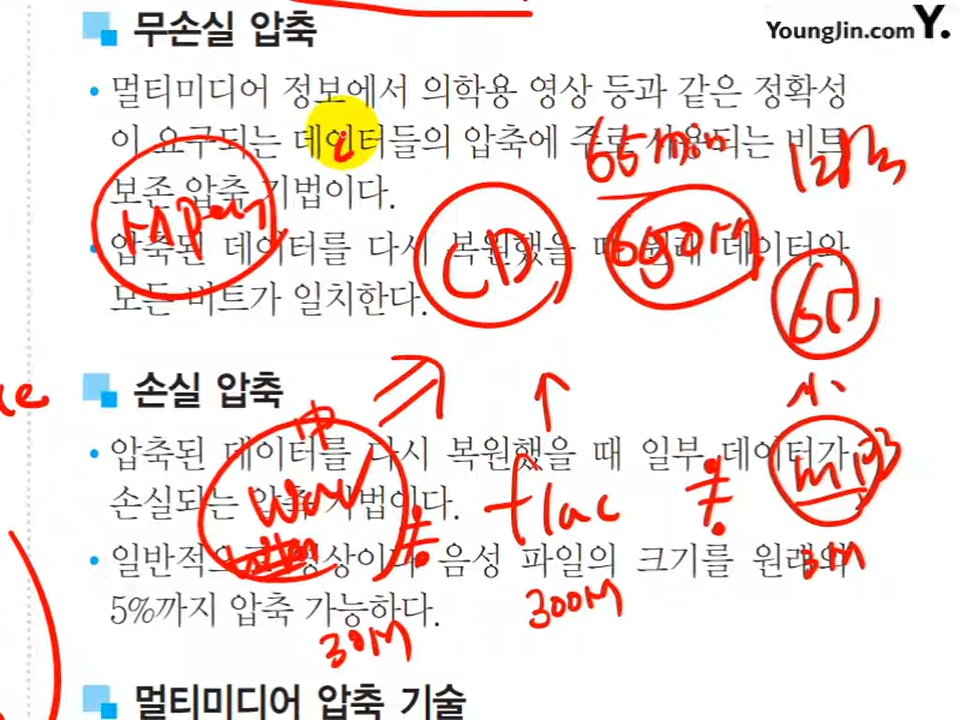 무손실 압축
YoungJin.com Y.
• 멀티미디어 정보에서 의학용 영상 등과 같은 정확성
이 요구되는 데이터들의 압축에 주로 사용되는 비트
보존 압축 기법이다.
65min
CD
650M
• 압축된 데이터를 다시 복원했을 때 원래 데이터와
모든 비트가 일치한다.
손실 압축
• 압축된 데이터를 다시 복원했을 때 일부 데이터가
손실되는 압축 기법이다.
wav
flac
mp3
• 일반적으로 영상이나 음성 파일의 크기를 원래의
5%까지 압축 가능하다.
30M
300M
3M
멀티미디어 압축 기술